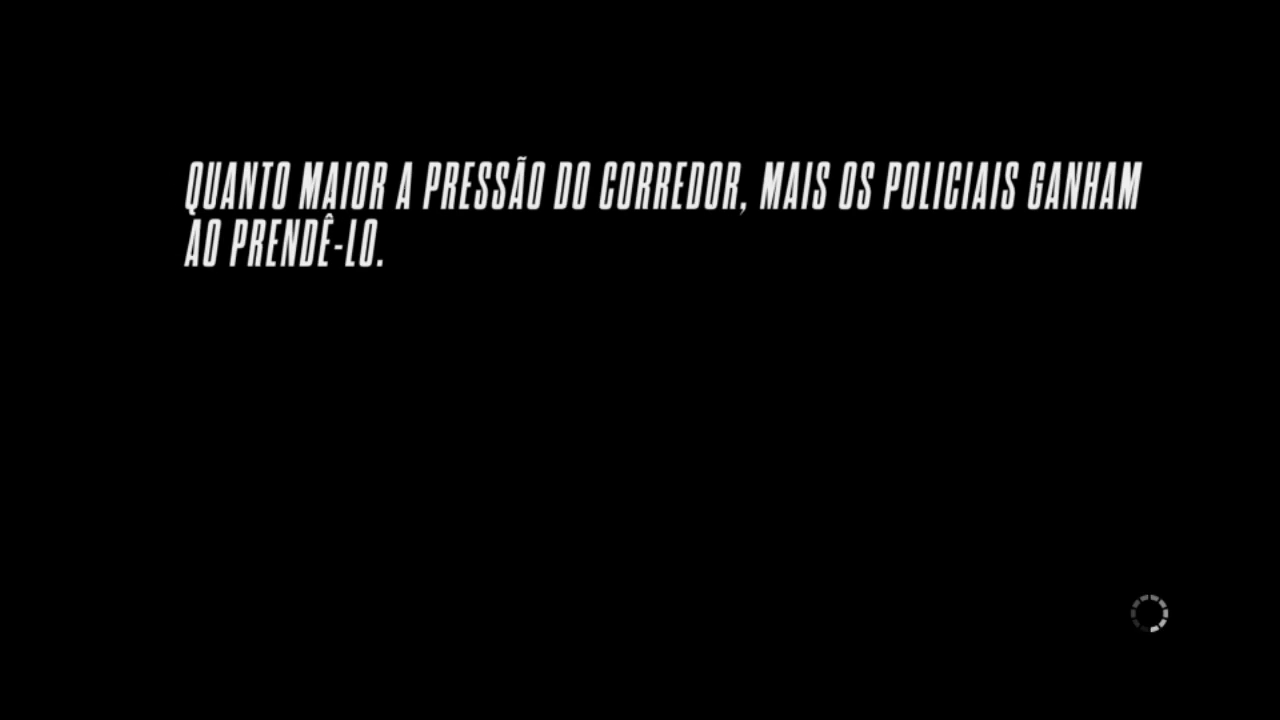 QUANTO MAIOR A PRESSÃO DO CORREDOR, MAIS OS POLICIAIS GANHAM
AO PRENDÊ-LO.